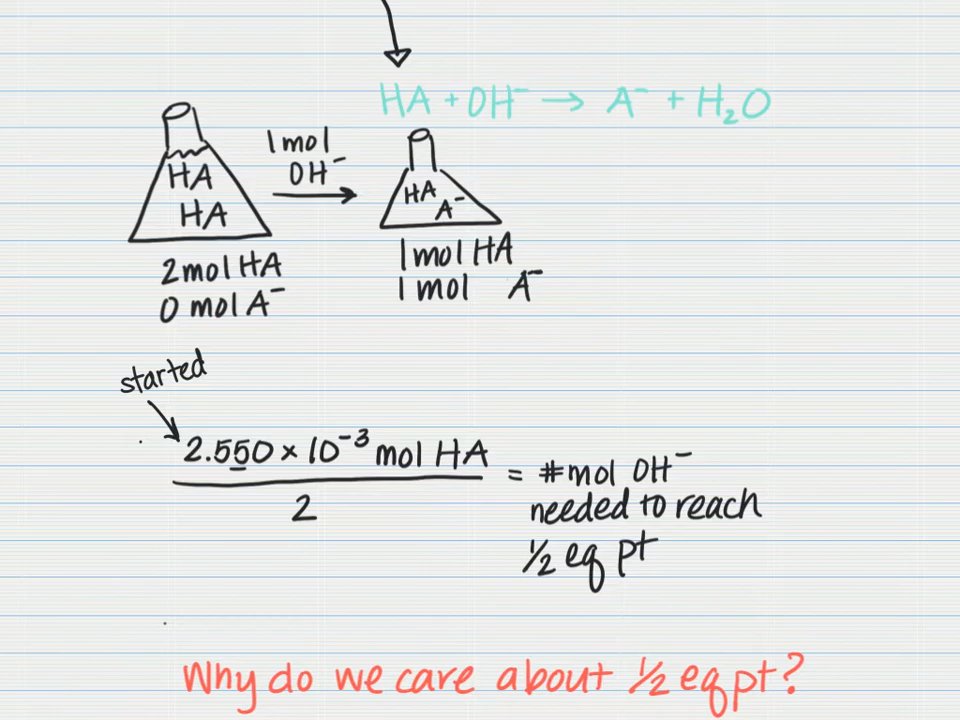 HA + OH⁻ → A⁻ + H₂O
1 mol
OH⁻
HA
HA
HA
A⁻
2 mol HA
0 mol A⁻
1 mol HA
1 mol A⁻
started
2.550 × 10⁻³ mol HA
2
= # mol OH⁻
needed to reach
½ eq pt
Why do we care about ½ eq pt?